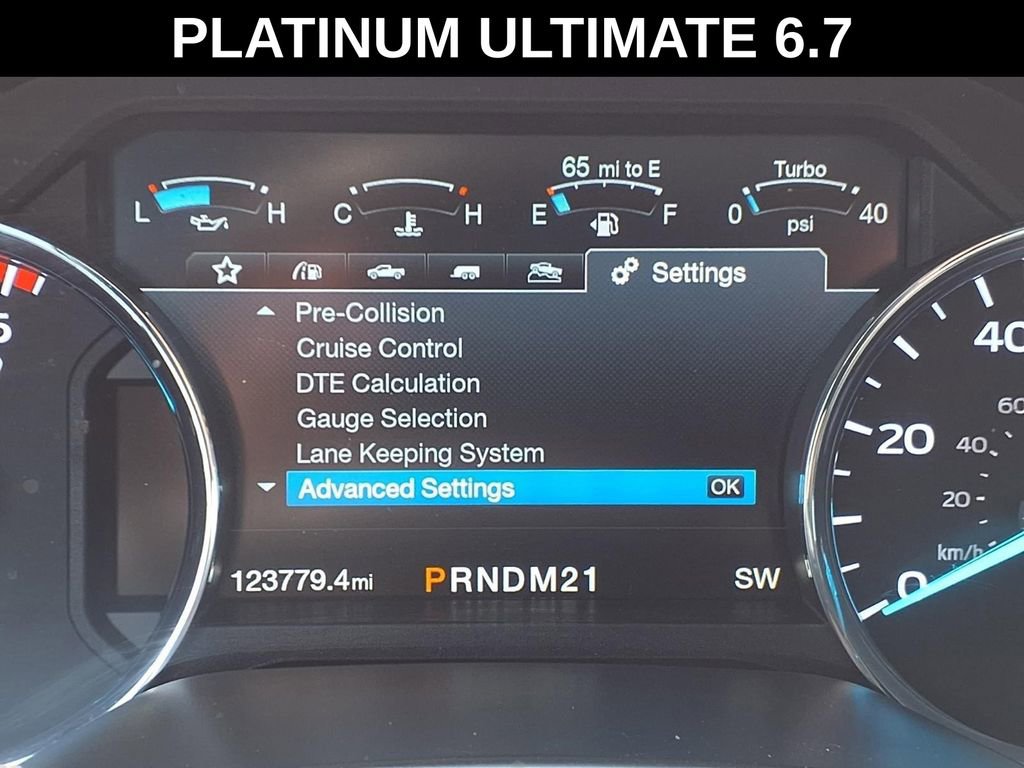 PLATINUM ULTIMATE 6.7
65 mi to E
Turbo
L H
C H
E F
0 psi 40
Settings
Pre-Collision
Cruise Control
DTE Calculation
Gauge Selection
Lane Keeping System
Advanced Settings OK
123779.4mi PRNDM21 SW
5
40
60
20
40
20
km/h
0